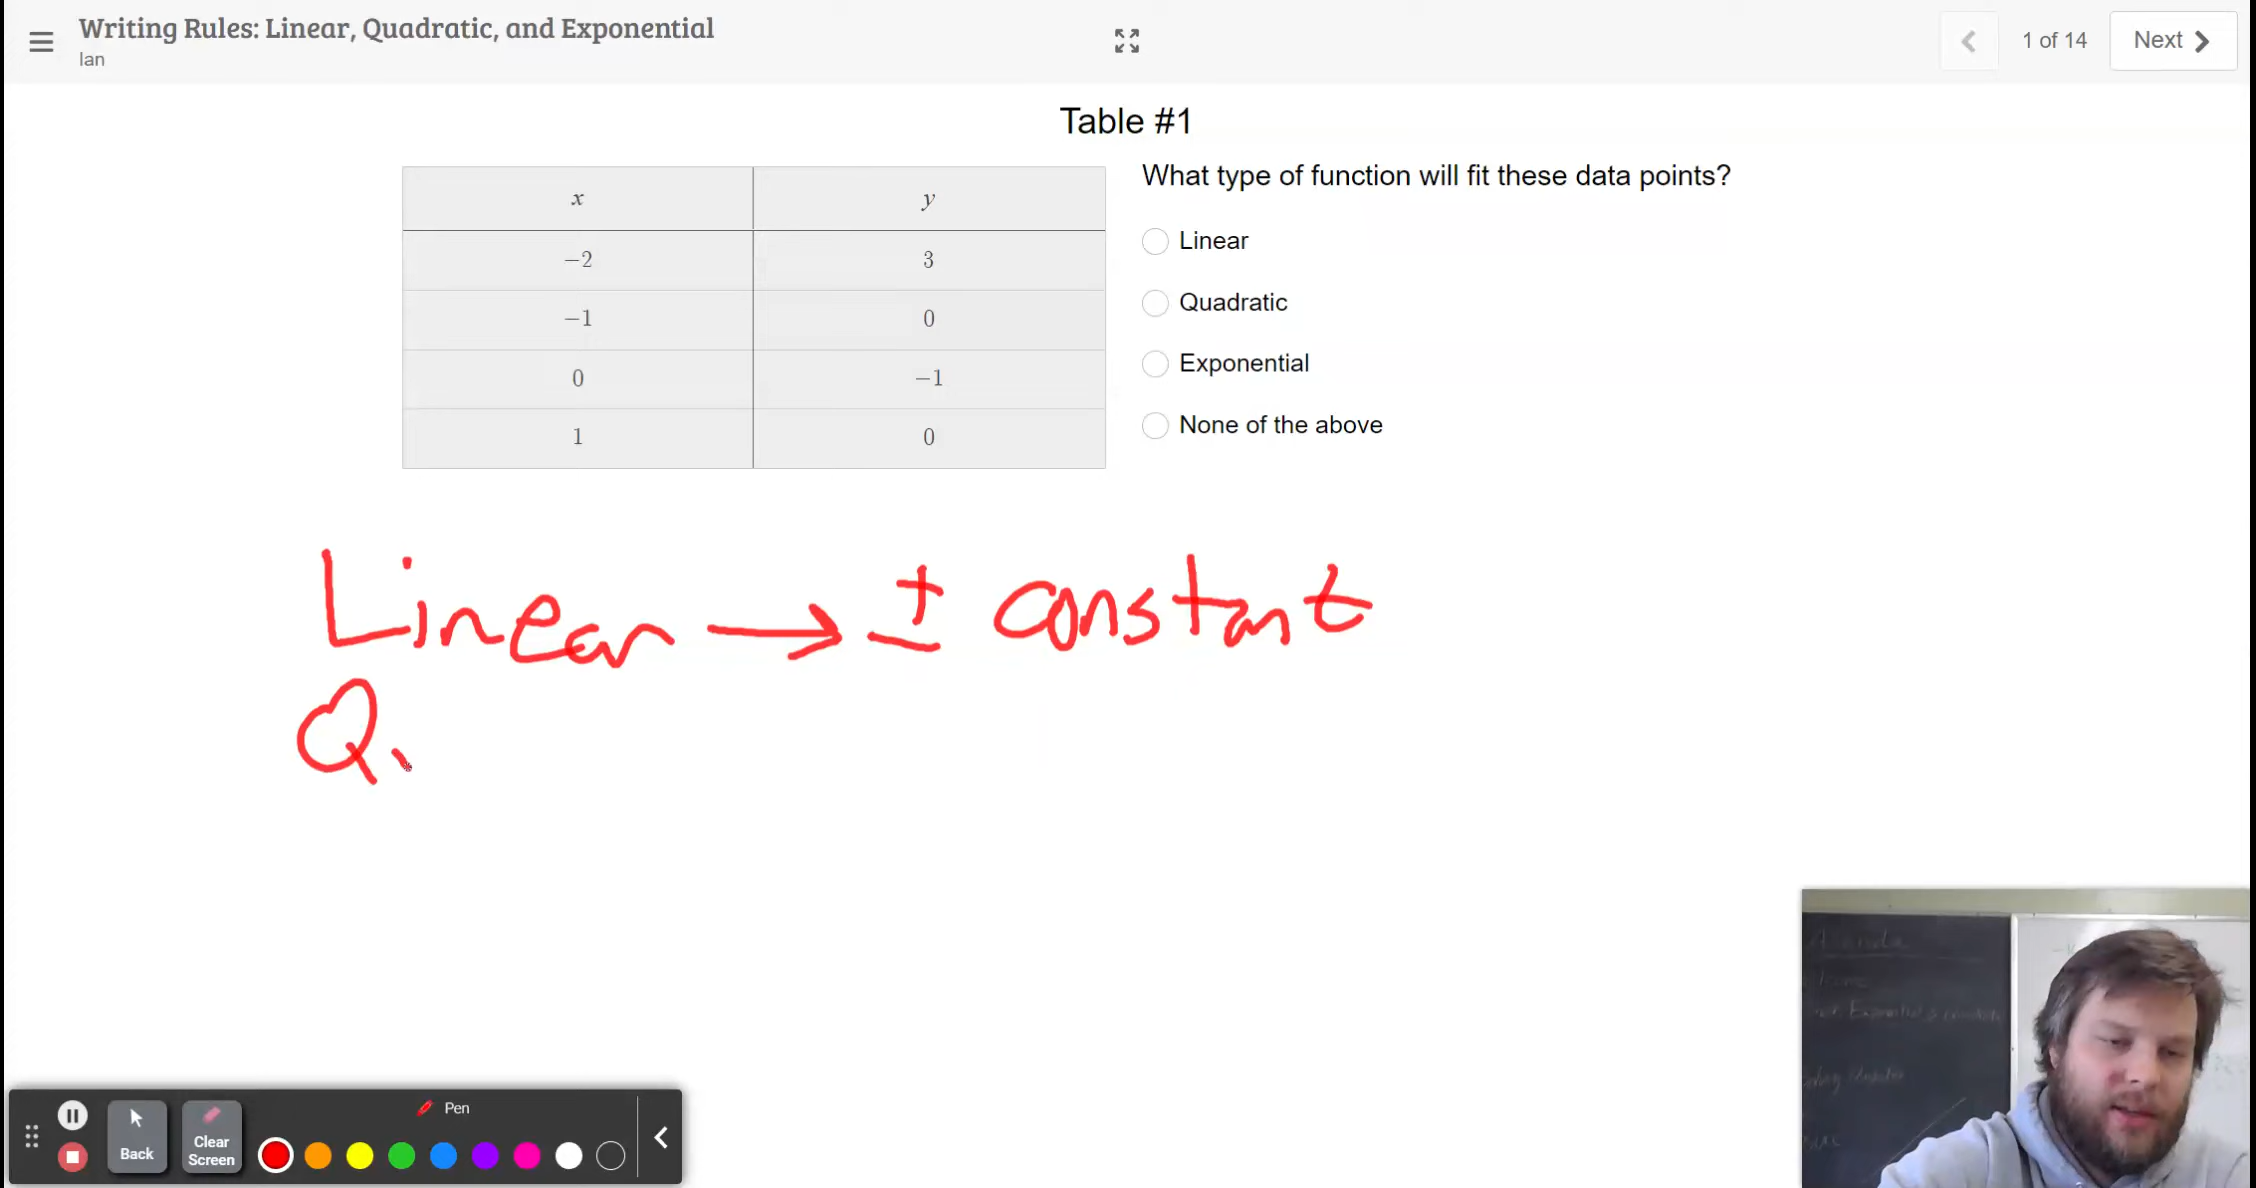 Writing Rules: Linear, Quadratic, and Exponential
Ian
1 of 14
Next
Table #1
What type of function will fit these data points?
x y
−2 3
−1 0
0 −1
1 0
Linear
Quadratic
Exponential
None of the above
Linear → ± constant
Q
Pen
Back
Clear
Screen